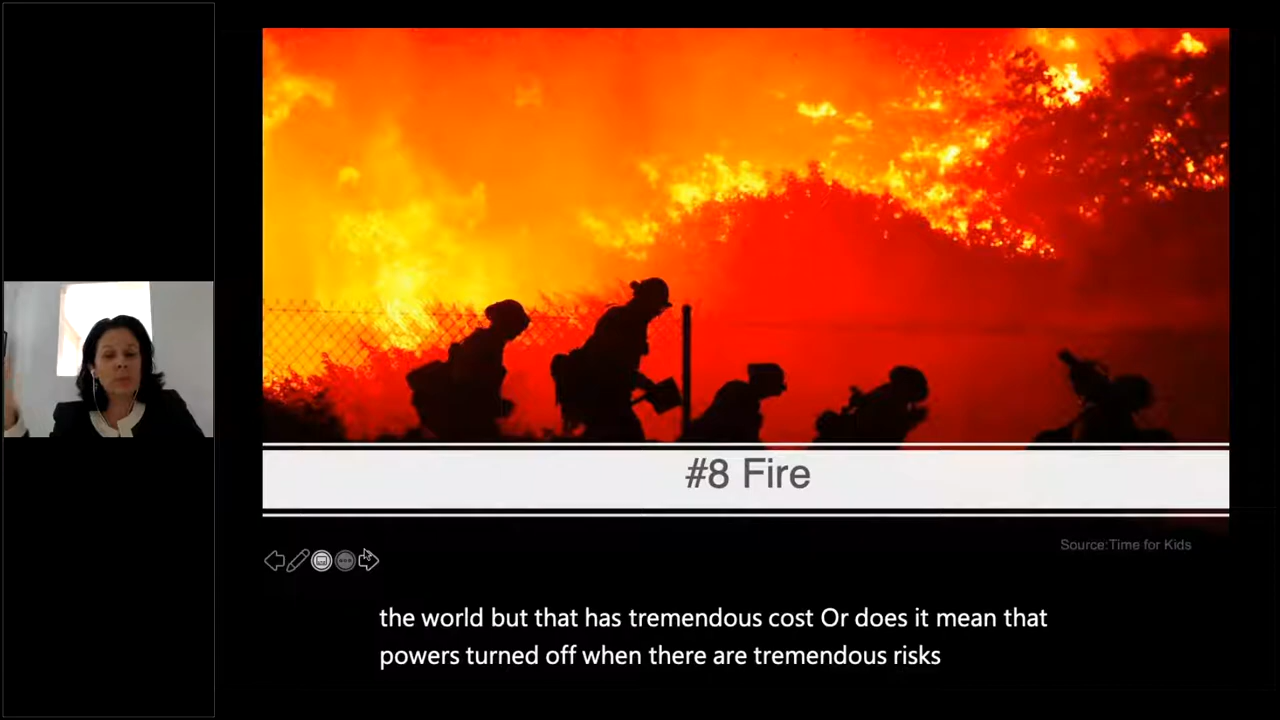 #8 Fire
Source:Time for Kids
the world but that has tremendous cost Or does it mean that
powers turned off when there are tremendous risks